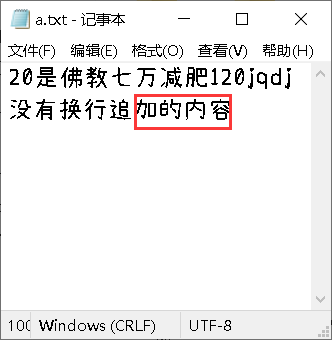 a.txt - 记事本
文件(F) 编辑(E) 格式(O) 查看(V) 帮助(H)
20是佛教七万减肥120jqdj
没有换行追加的内容
100 Windows (CRLF) UTF-8